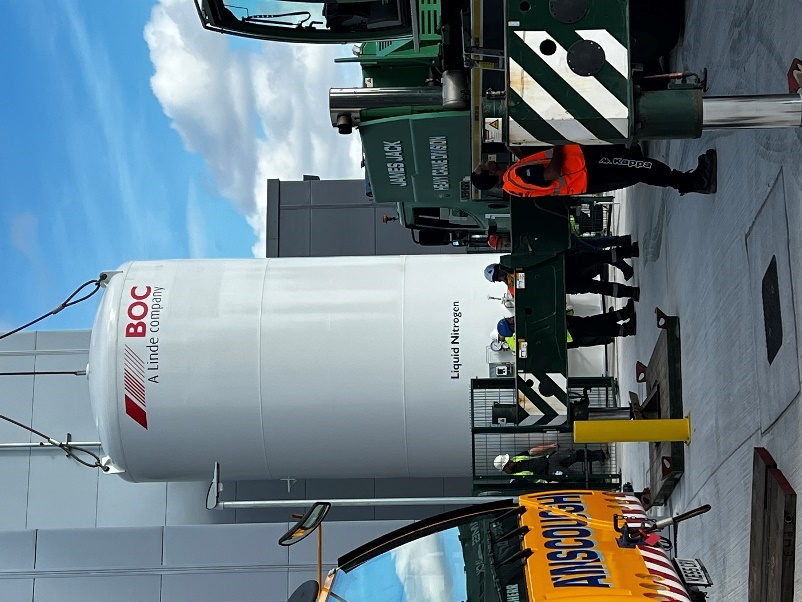 BOC
A Linde company
Liquid Nitrogen
JAMES JACK
HEAVY CRANE DIVISION
Kappa
AINSCOUGH